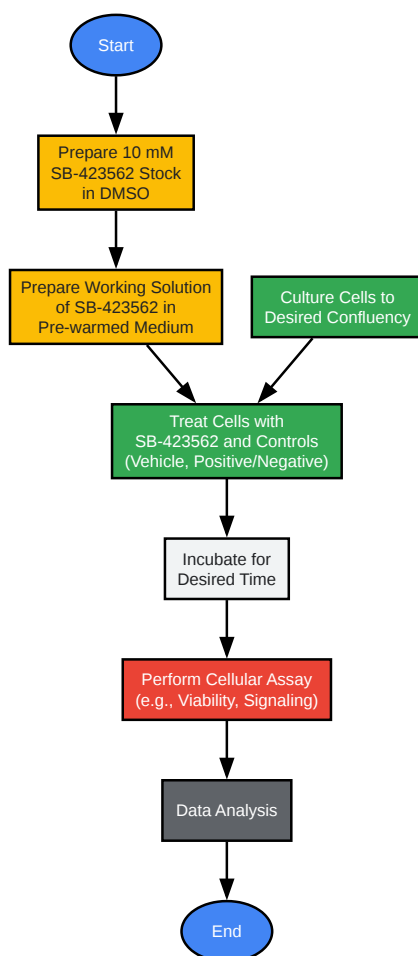 Start
Prepare 10 mM
SB-423562 Stock
in DMSO
Prepare Working Solution
of SB-423562 in
Pre-warmed Medium
Culture Cells to
Desired Confluency
Treat Cells with
SB-423562 and Controls
(Vehicle, Positive/Negative)
Incubate for
Desired Time
Perform Cellular Assay
(e.g., Viability, Signaling)
Data Analysis
End